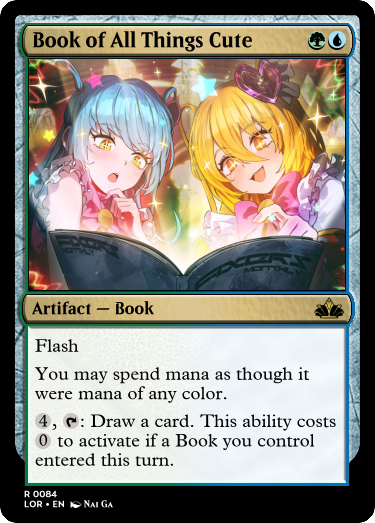 Book of All Things Cute
Artifact — Book
Flash
You may spend mana as though it
were mana of any color.
4, : Draw a card. This ability costs
0 to activate if a Book you control
entered this turn.
R 0084
LOR • EN Nai Ga